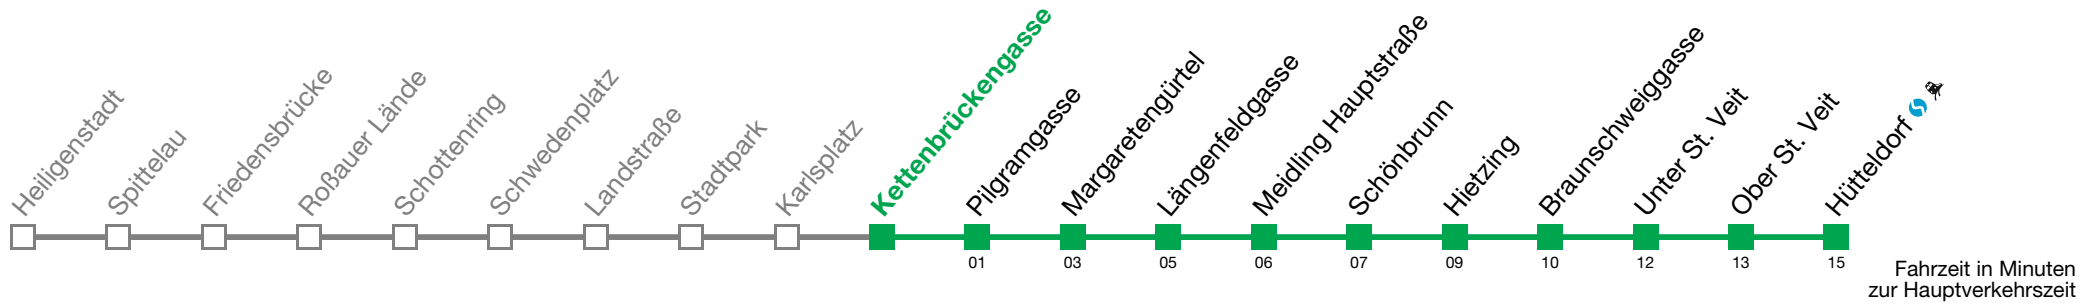 Heiligenstadt
Spittelau
Friedensbrücke
Roßauer Lände
Schottenring
Schwedenplatz
Landstraße
Stadtpark
Karlsplatz
Kettenbrückengasse
Pilgramgasse
Margaretengürtel
Längenfeldgasse
Meidling Hauptstraße
Schönbrunn
Hietzing
Braunschweiggasse
Unter St. Veit
Ober St. Veit
Hütteldorf
01
03
05
06
07
09
10
12
13
15
Fahrzeit in Minuten
zur Hauptverkehrszeit